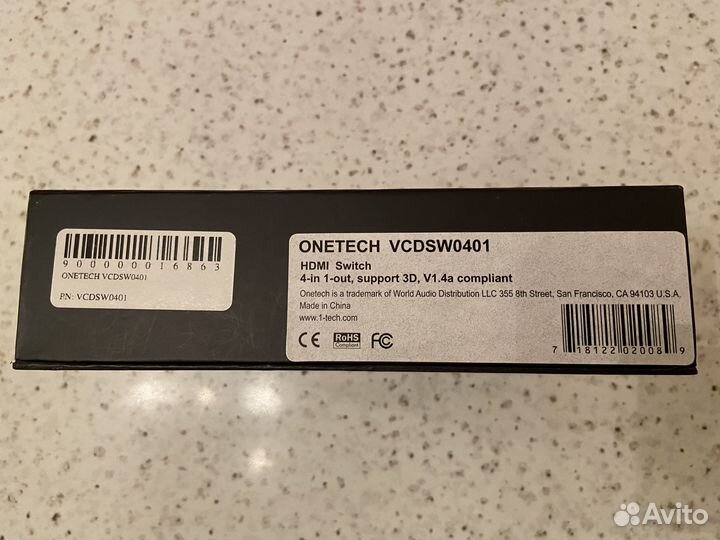 9000000016863
ONETECH VCDSW0401
P/N: VCDSW0401
ONETECH VCDSW0401
HDMI Switch
4-in 1-out, support 3D, V1.4a compliant
Onetech is a trademark of World Audio Distribution LLC 355 8th Street, San Francisco, CA 94103 U.S.A.
Made in China
www.1-tech.com
CE RoHS Compliant FC
7 18122 02008 9
Avito